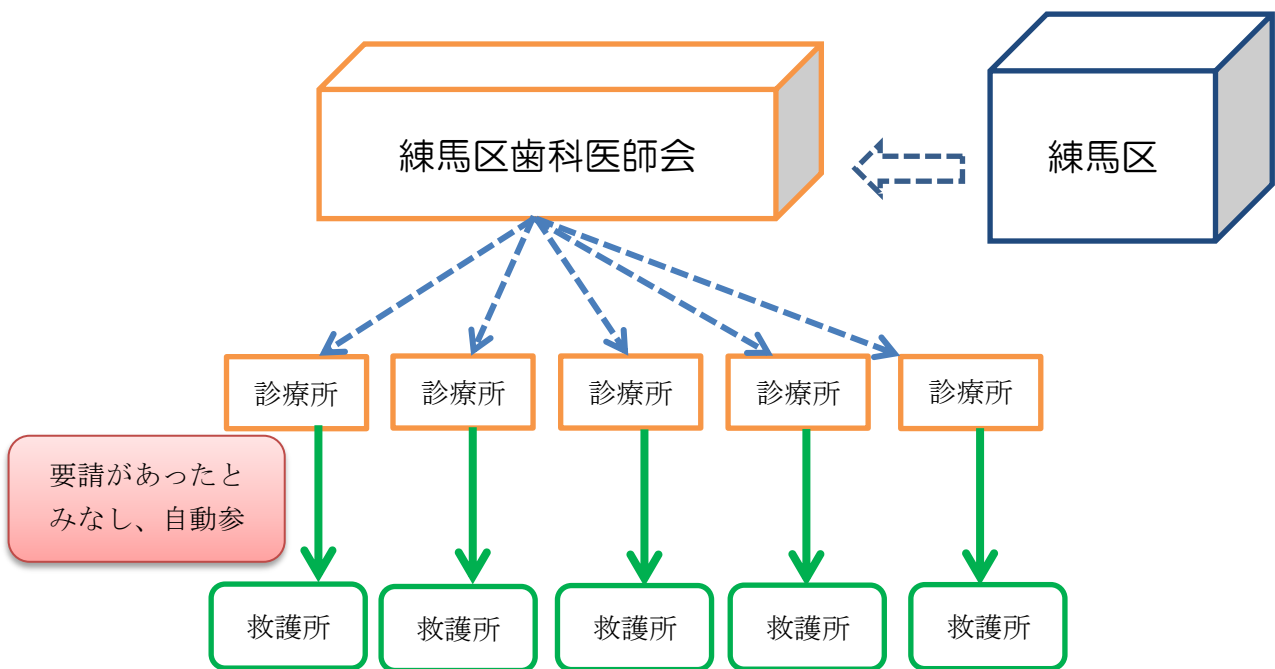 練馬区歯科医師会
練馬区
診療所
診療所
診療所
診療所
診療所
要請があったと
みなし、自動参
救護所
救護所
救護所
救護所
救護所